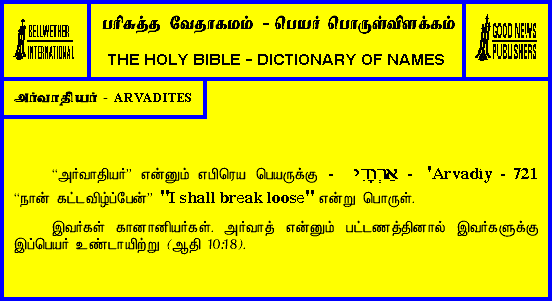 BELLWETHER
INTERNATIONAL
பரிசுத்த வேதாகமம் - பெயர் பொருள்விளக்கம்
THE HOLY BIBLE - DICTIONARY OF NAMES
GOOD NEWS
PUBLISHERS
அர்வாதியர் - ARVADITES
“அர்வாதியர்” என்னும் எபிரெய பெயருக்கு - אַרְוָדִי - 'Arvadiy - 721
“நான் கட்டவிழ்ப்பேன்” "I shall break loose" என்று பொருள்.
இவர்கள் கானானியர்கள். அர்வாத் என்னும் பட்டணத்தினால் இவர்களுக்கு
இப்பெயர் உண்டாயிற்று (ஆதி 10:18).